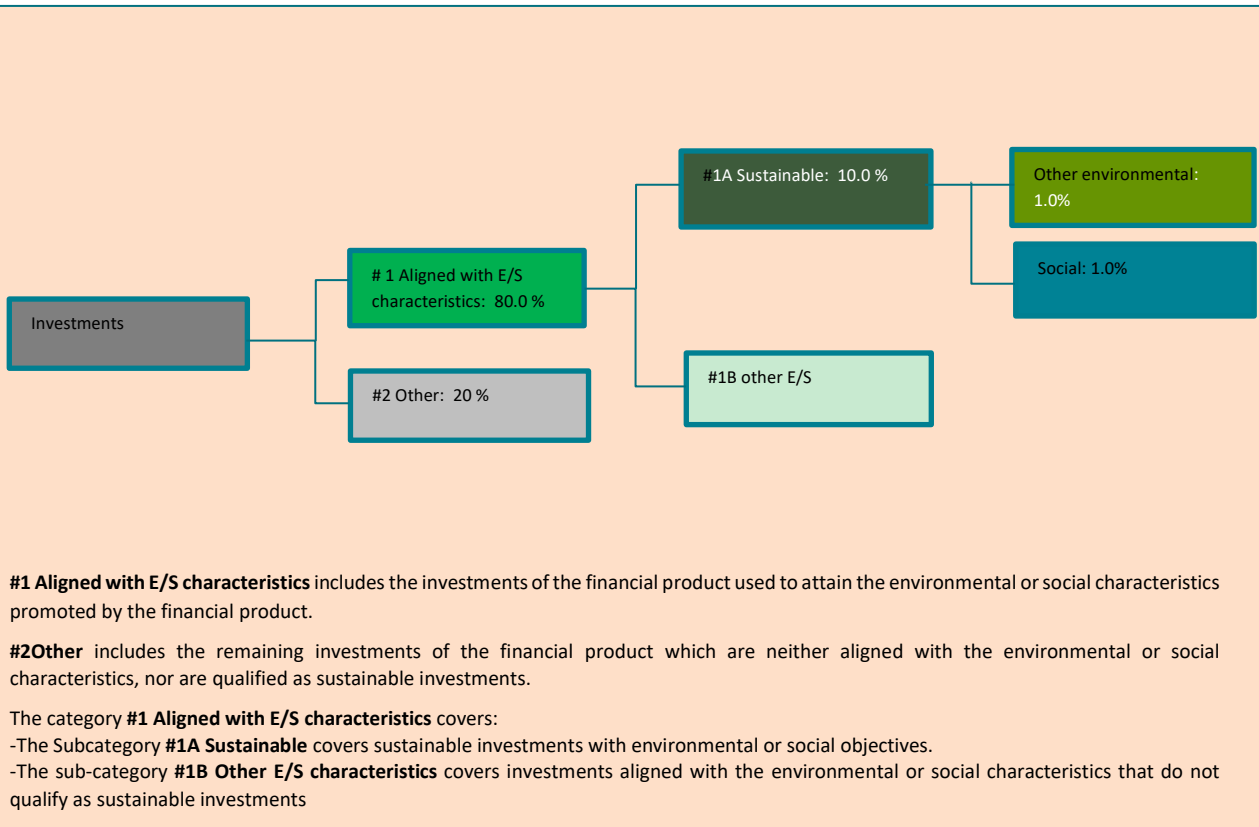 #1A Sustainable: 10.0 %
Other environmental:
1.0%
# 1 Aligned with E/S
characteristics: 80.0 %
Social: 1.0%
Investments
#2 Other: 20 %
#1B other E/S
#1 Aligned with E/S characteristics includes the investments of the financial product used to attain the environmental or social characteristics
promoted by the financial product.
#2Other includes the remaining investments of the financial product which are neither aligned with the environmental or social
characteristics, nor are qualified as sustainable investments.
The category #1 Aligned with E/S characteristics covers:
-The Subcategory #1A Sustainable covers sustainable investments with environmental or social objectives.
-The sub-category #1B Other E/S characteristics covers investments aligned with the environmental or social characteristics that do not
qualify as sustainable investments